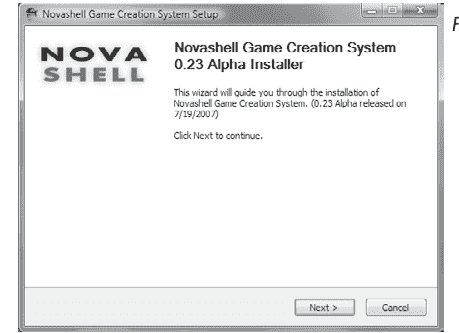 Novashell Game Creation System Setup
F
NOVA
SHELL
Novashell Game Creation System
0.23 Alpha Installer
This wizard will guide you through the installation of
Novashell Game Creation System. (0.23 Alpha released on
7/19/2007)
Click Next to continue.
Next >
Cancel